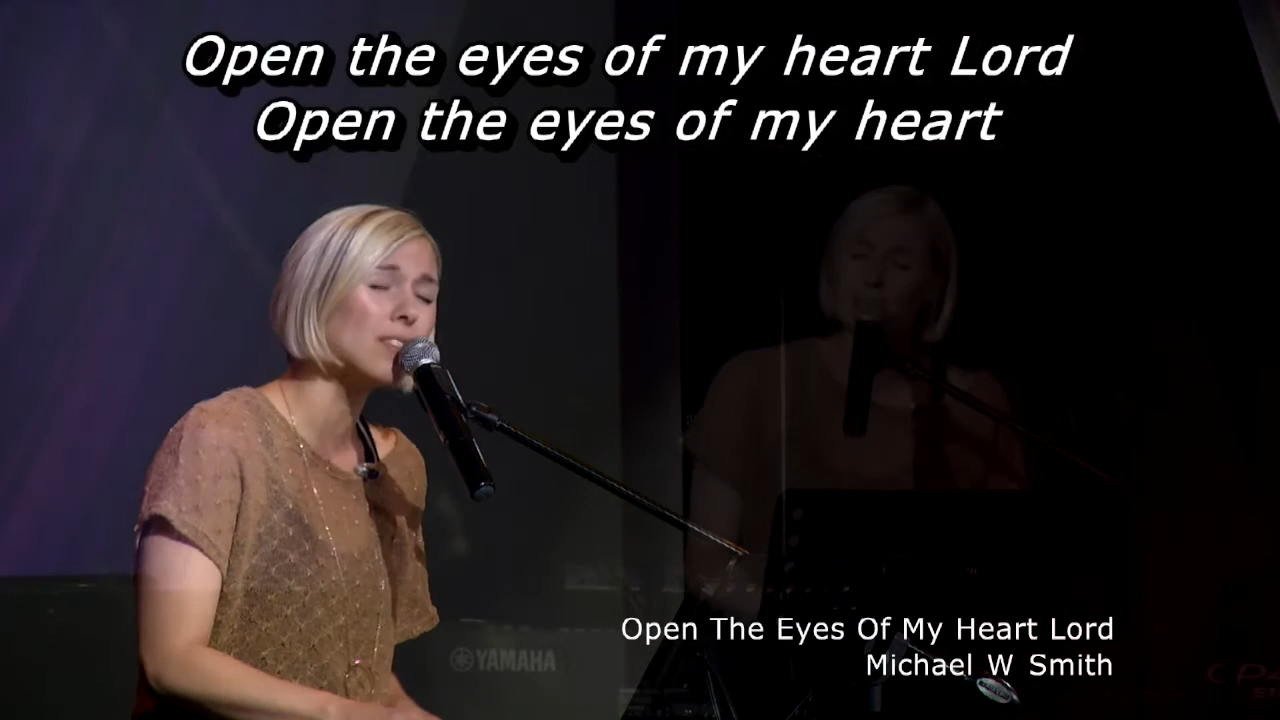 Open the eyes of my heart Lord
Open the eyes of my heart
Open The Eyes Of My Heart Lord
Michael W Smith
YAMAHA